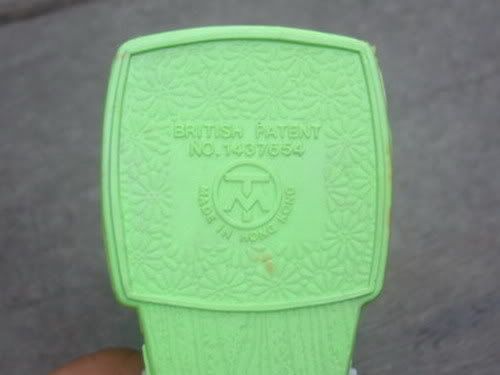 BRITISH PATENT
NO. 1437654
TM
MADE IN HONG KONG